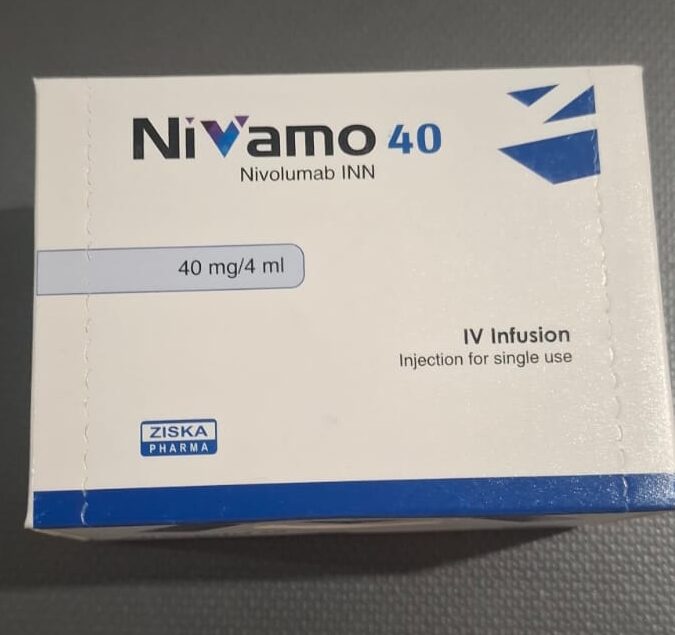 Nivamo 40
Nivolumab INN
40 mg/4 ml
IV Infusion
Injection for single use
ZISKA
PHARMA